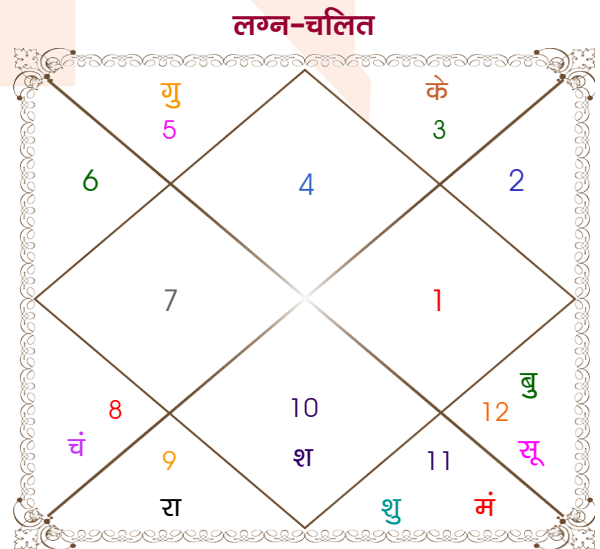 लग्न-चलित
गु के
5 3
6 4 2
7 1
बु
8 10 12
चं 9 श 11 सू
रा शु मं